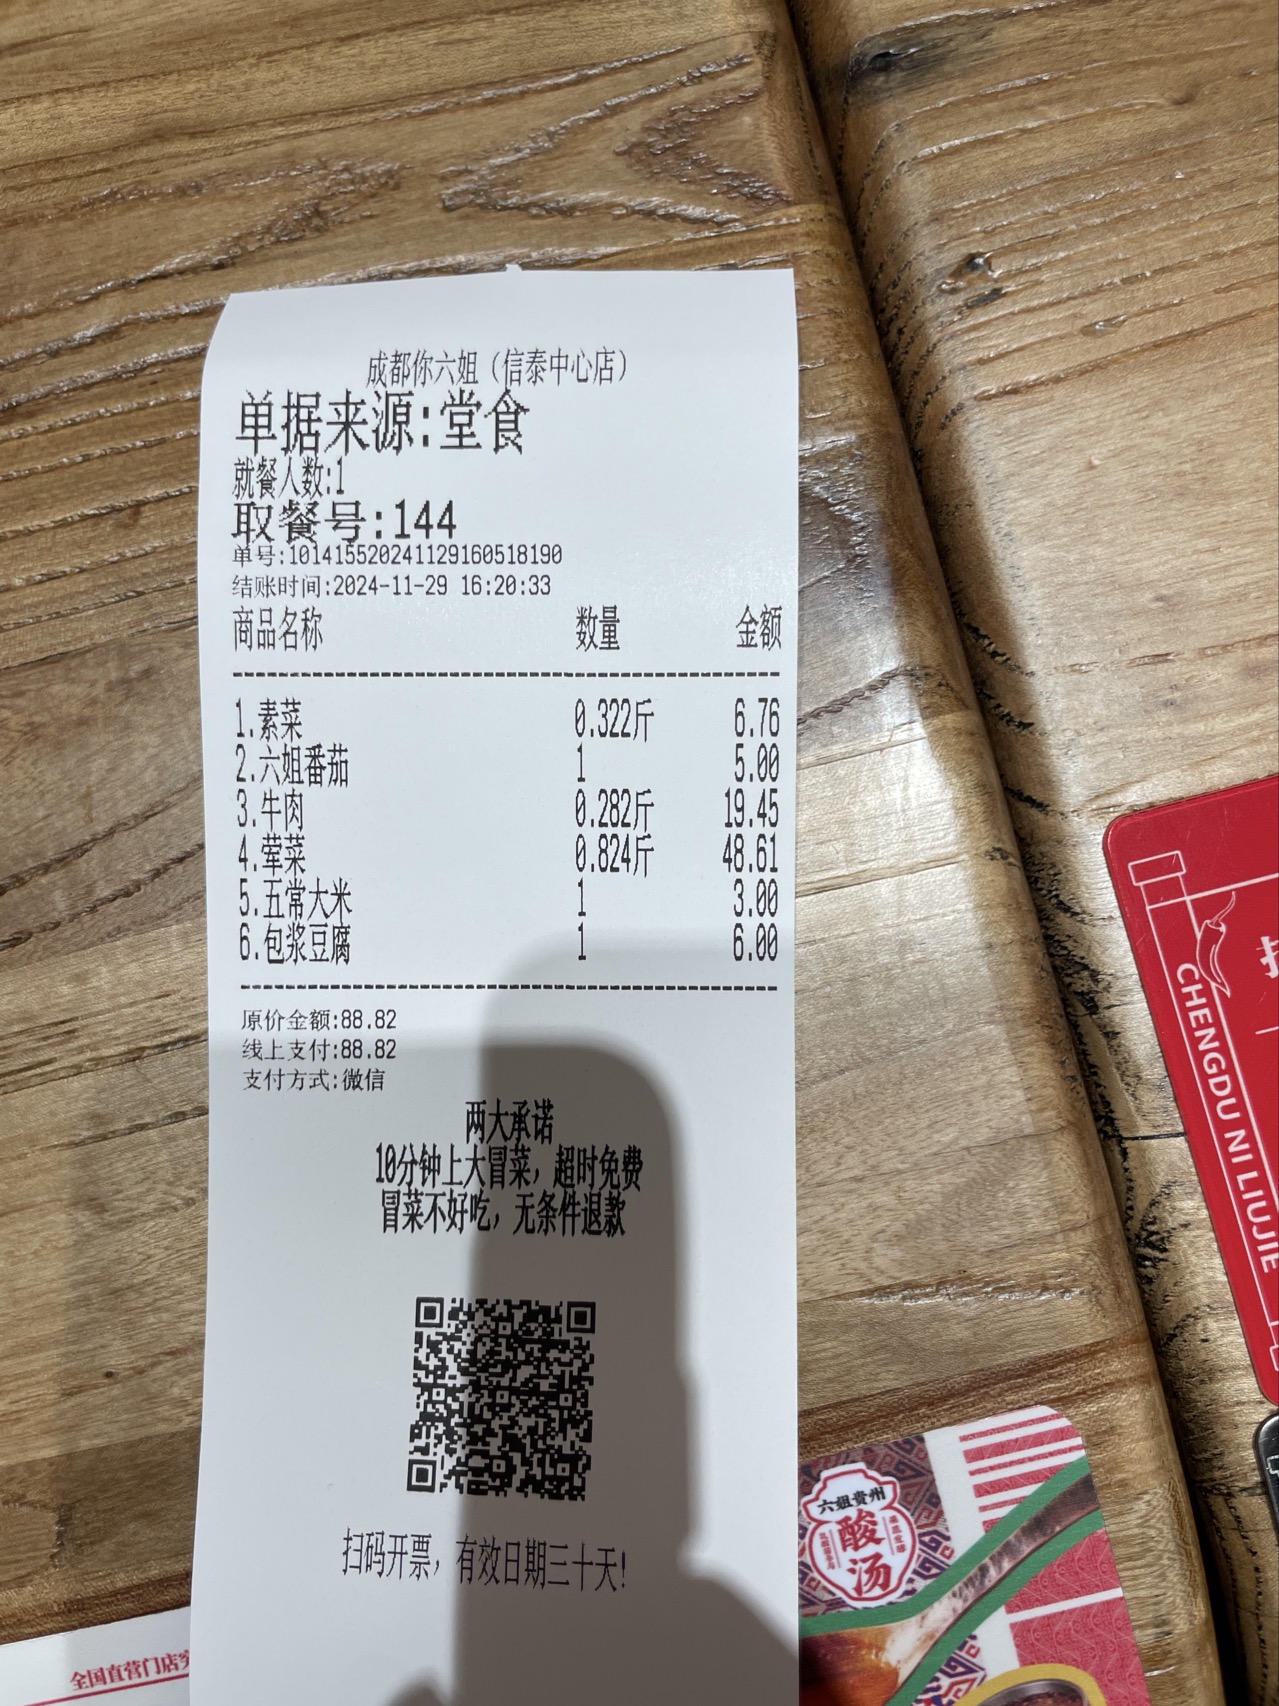 成都你六姐（信泰中心店）
单据来源:堂食
就餐人数:1
取餐号:144
单号:1014155202411291605​18190
结账时间:2024-11-29 16:20:33
商品名称 数量 金额
1.素菜 0.322斤 6.76
2.六姐番茄 1 5.00
3.牛肉 0.282斤 19.45
4.荤菜 0.824斤 48.61
5.五常大米 1 3.00
6.包浆豆腐 1 6.00
原价金额:88.82
线上支付:88.82
支付方式:微信
两大承诺
10分钟上大冒菜，超时免费
冒菜不好吃，无条件退款
扫码开票，有效日期三十天!
CHENGDU NI LIUJIE
六姐贵州
酸汤
全国直营门店